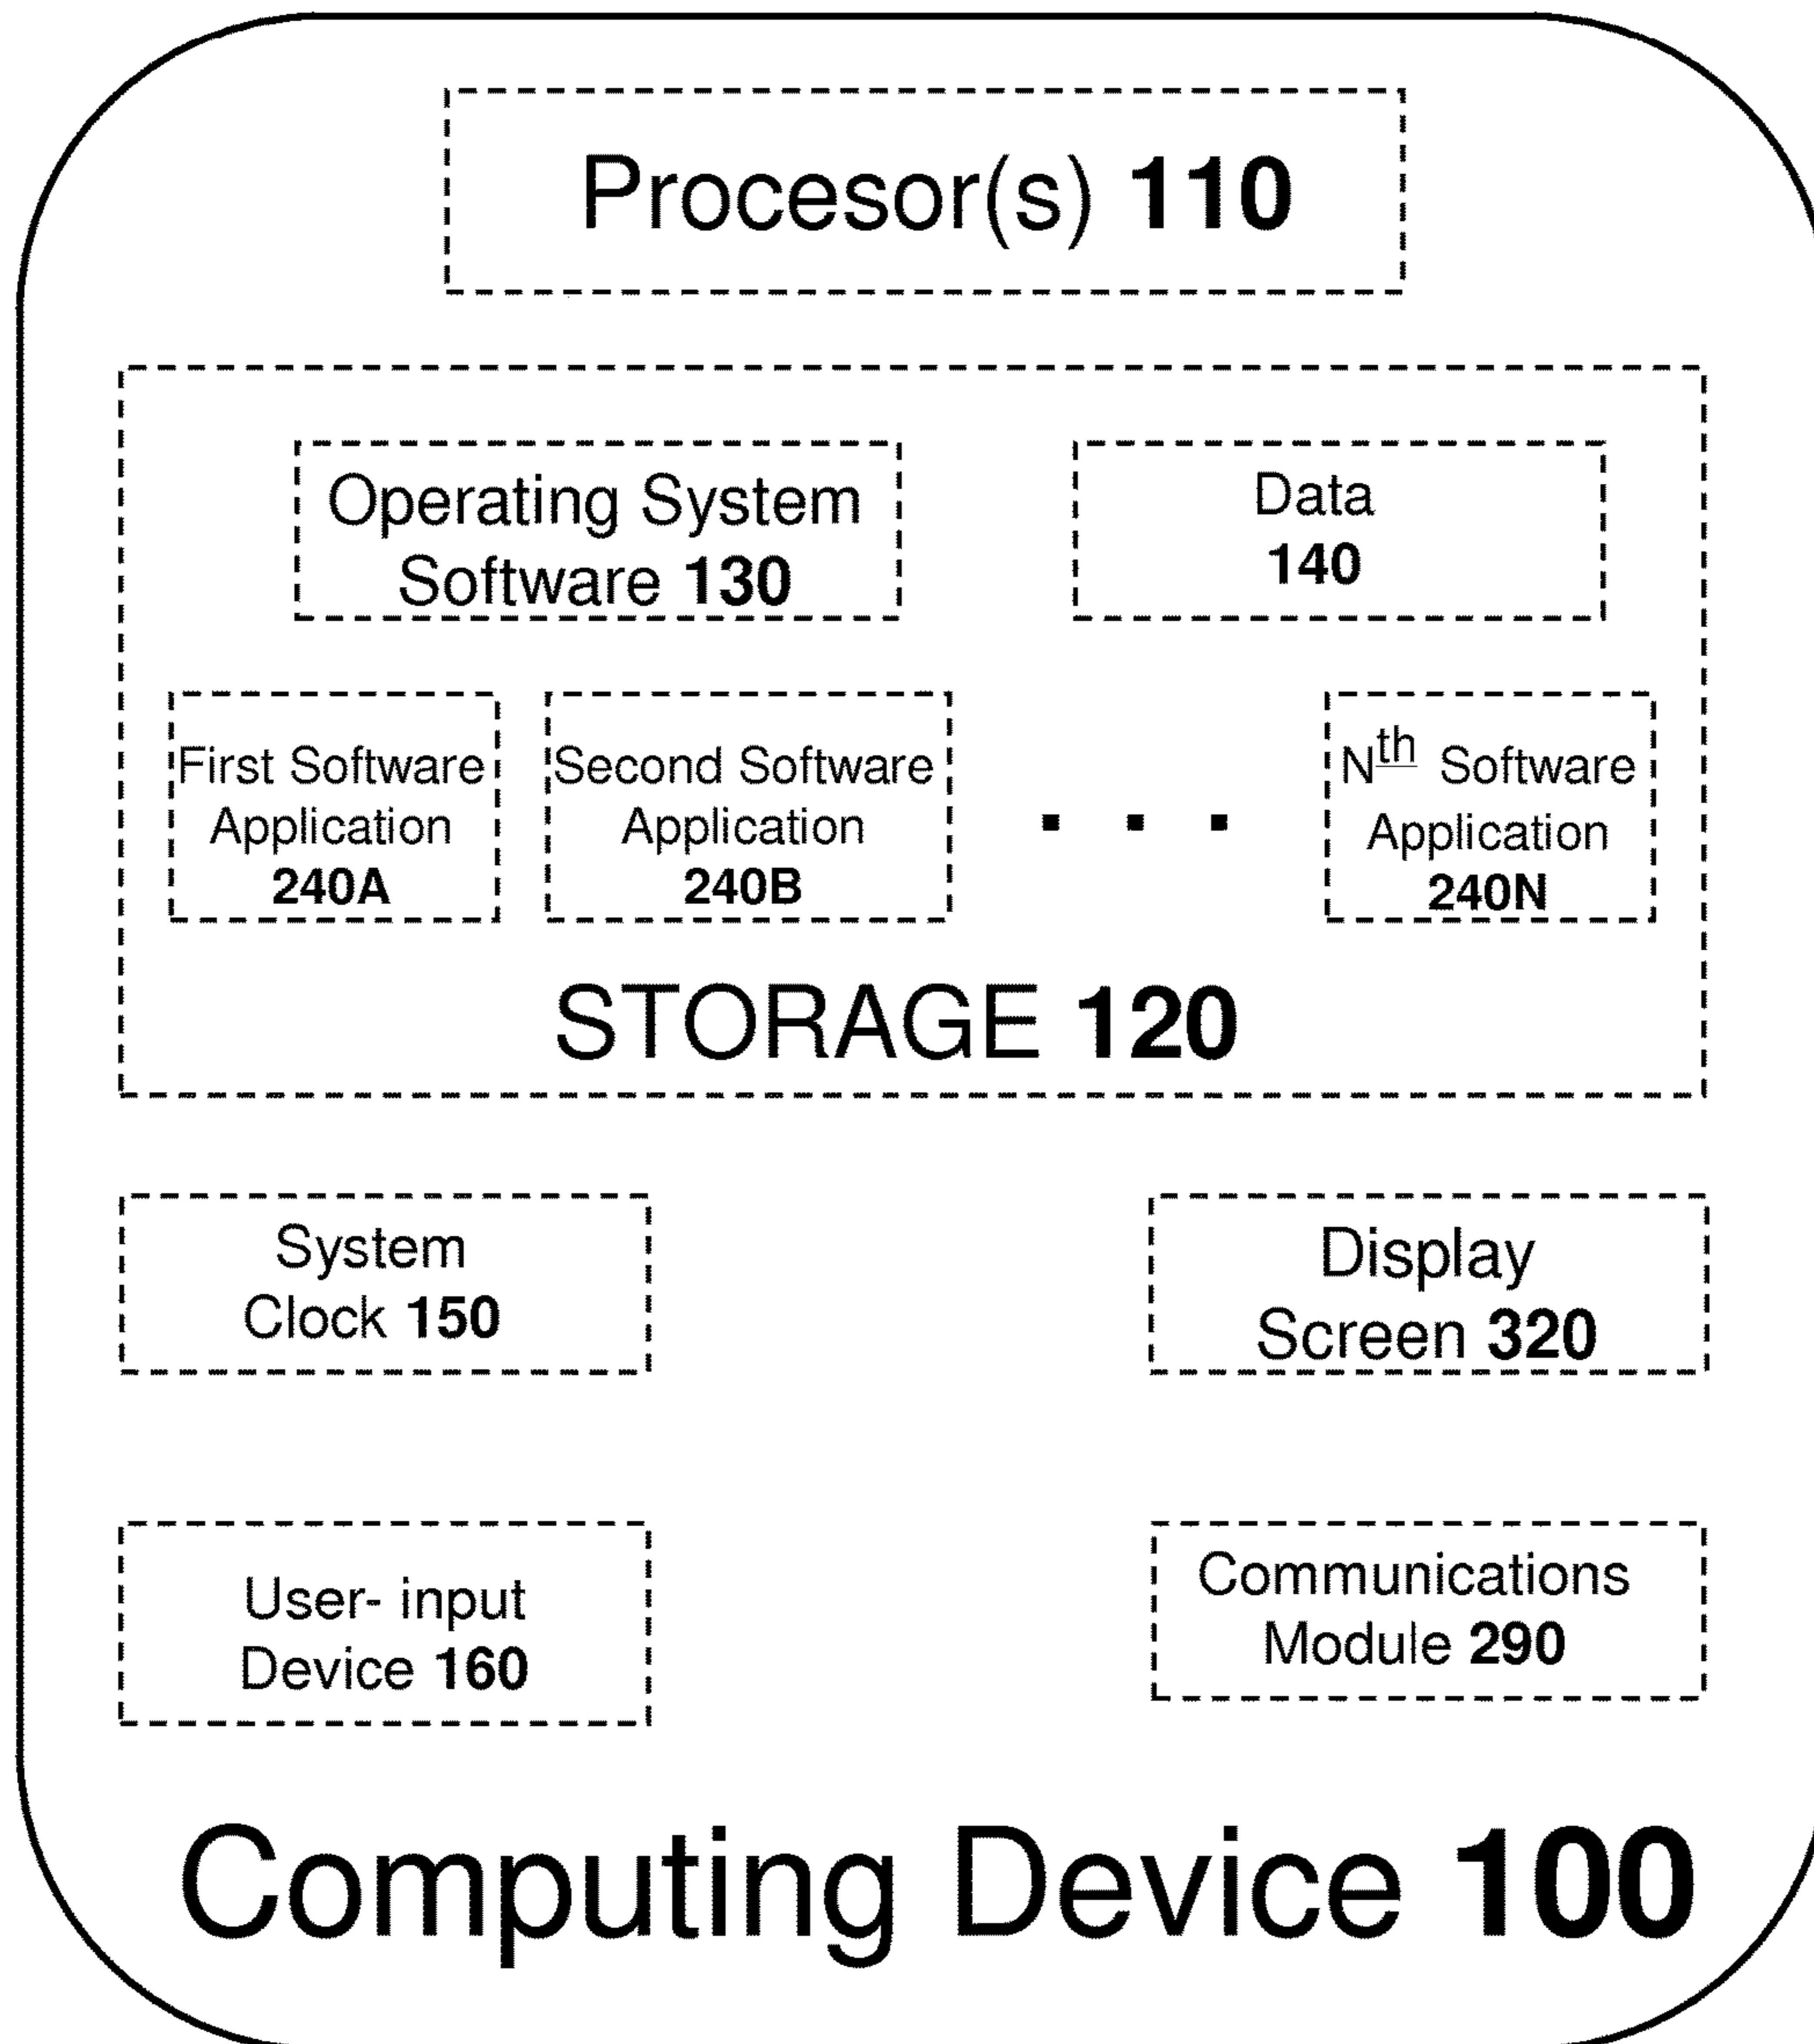 Procesor(s) 110
Operating System
Software 130
Data
140
First Software
Application
240A
Second Software
Application
240B
. . .
Nth Software
Application
240N
STORAGE 120
System
Clock 150
Display
Screen 320
User- input
Device 160
Communications
Module 290
Computing Device 100